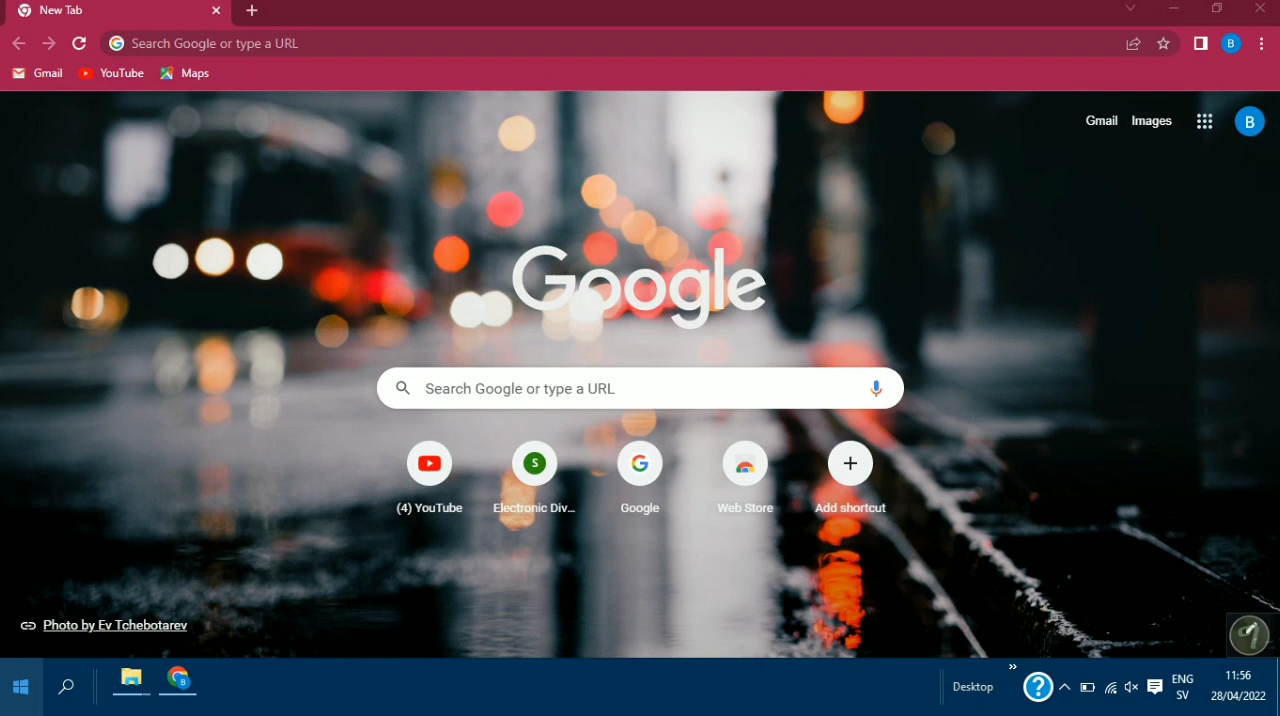 New Tab
Search Google or type a URL
Gmail YouTube Maps
Gmail Images B
B
Google
Search Google or type a URL
S
(4) YouTube Electronic Div... Google Web Store Add shortcut
Photo by Ev Tchebotarev
B
Desktop
»
?
ENG
SV
11:56
28/04/2022